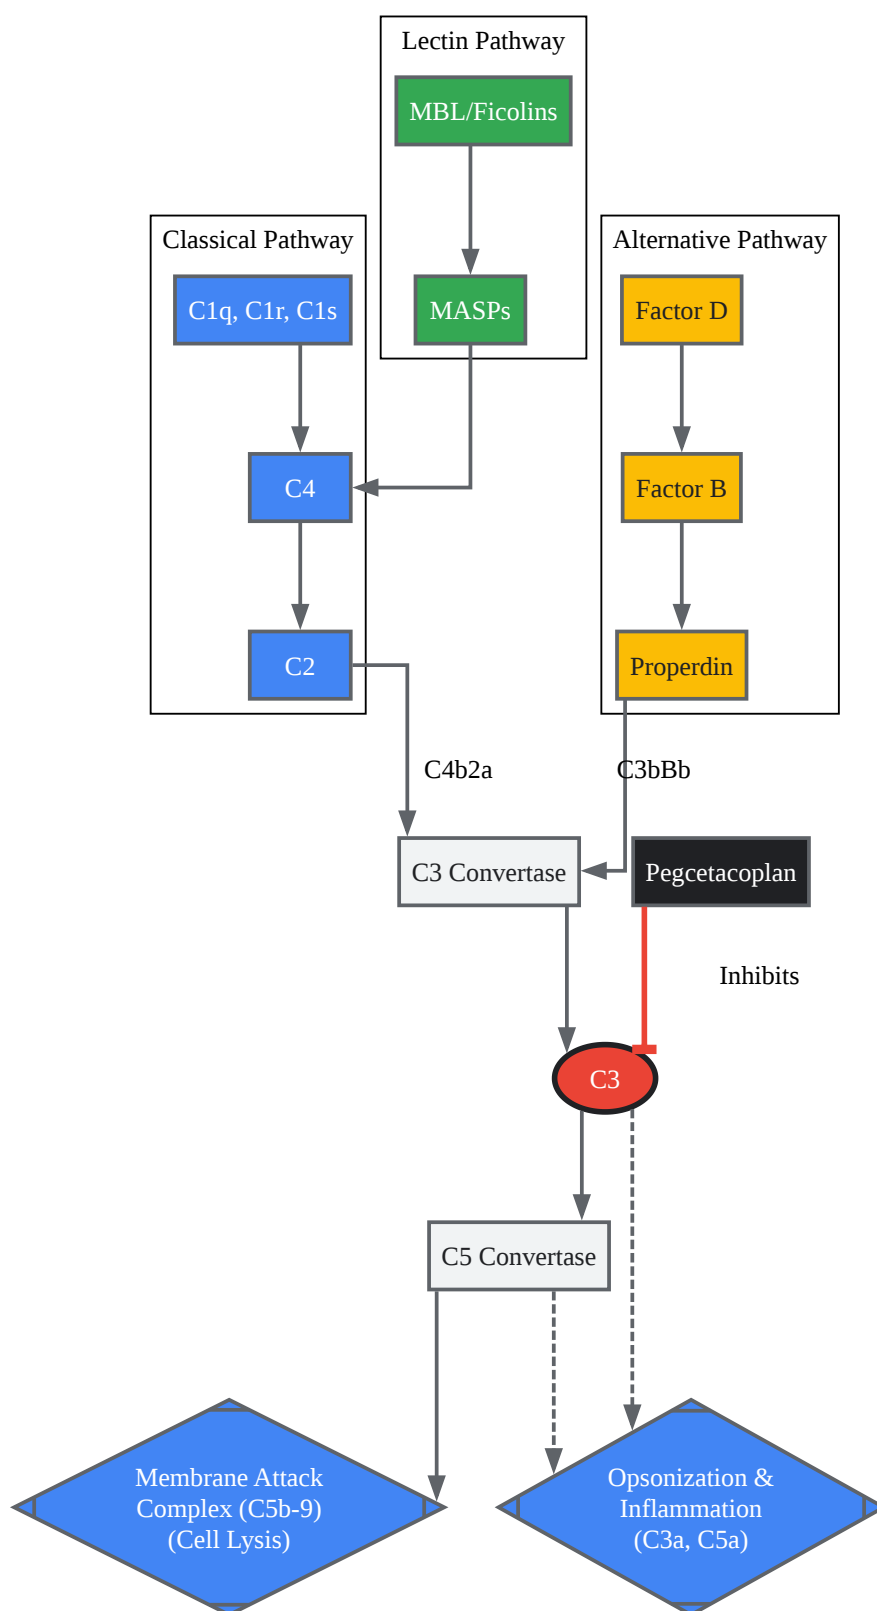 Lectin Pathway
MBL/Ficolins
Classical Pathway
Alternative Pathway
C1q, C1r, C1s
MASPs
Factor D
C4
Factor B
C2
Properdin
C4b2a
C3bBb
C3 Convertase
Pegcetacoplan
Inhibits
C3
C5 Convertase
Membrane Attack
Complex (C5b-9)
(Cell Lysis)
Opsonization &
Inflammation
(C3a, C5a)